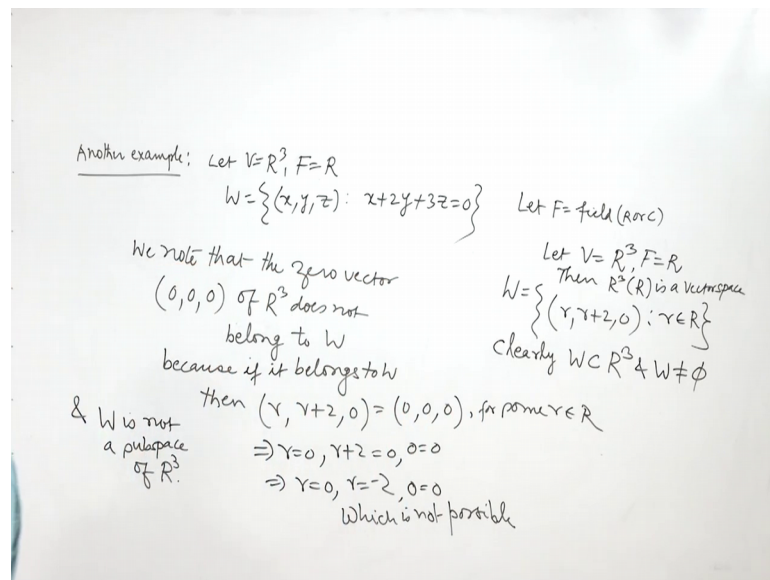 Another example: Let V=R³, F=R
W={(x,y,z): x+2y+3z=0}
Let F= field (R or C)
Let V= R³, F=R
Then R³(R) is a vector space
W={(r,r+2,0): r∈R}
Clearly W⊂R³ & W≠ϕ
We note that the zero vector
(0,0,0) of R³ does not
belong to W
because if it belongs to W
then (r, r+2, 0)=(0,0,0), for some r∈R
⇒ r=0, r+2=0, 0=0
⇒ r=0, r=-2, 0=0
Which is not possible
& W is not
a subspace
of R³.